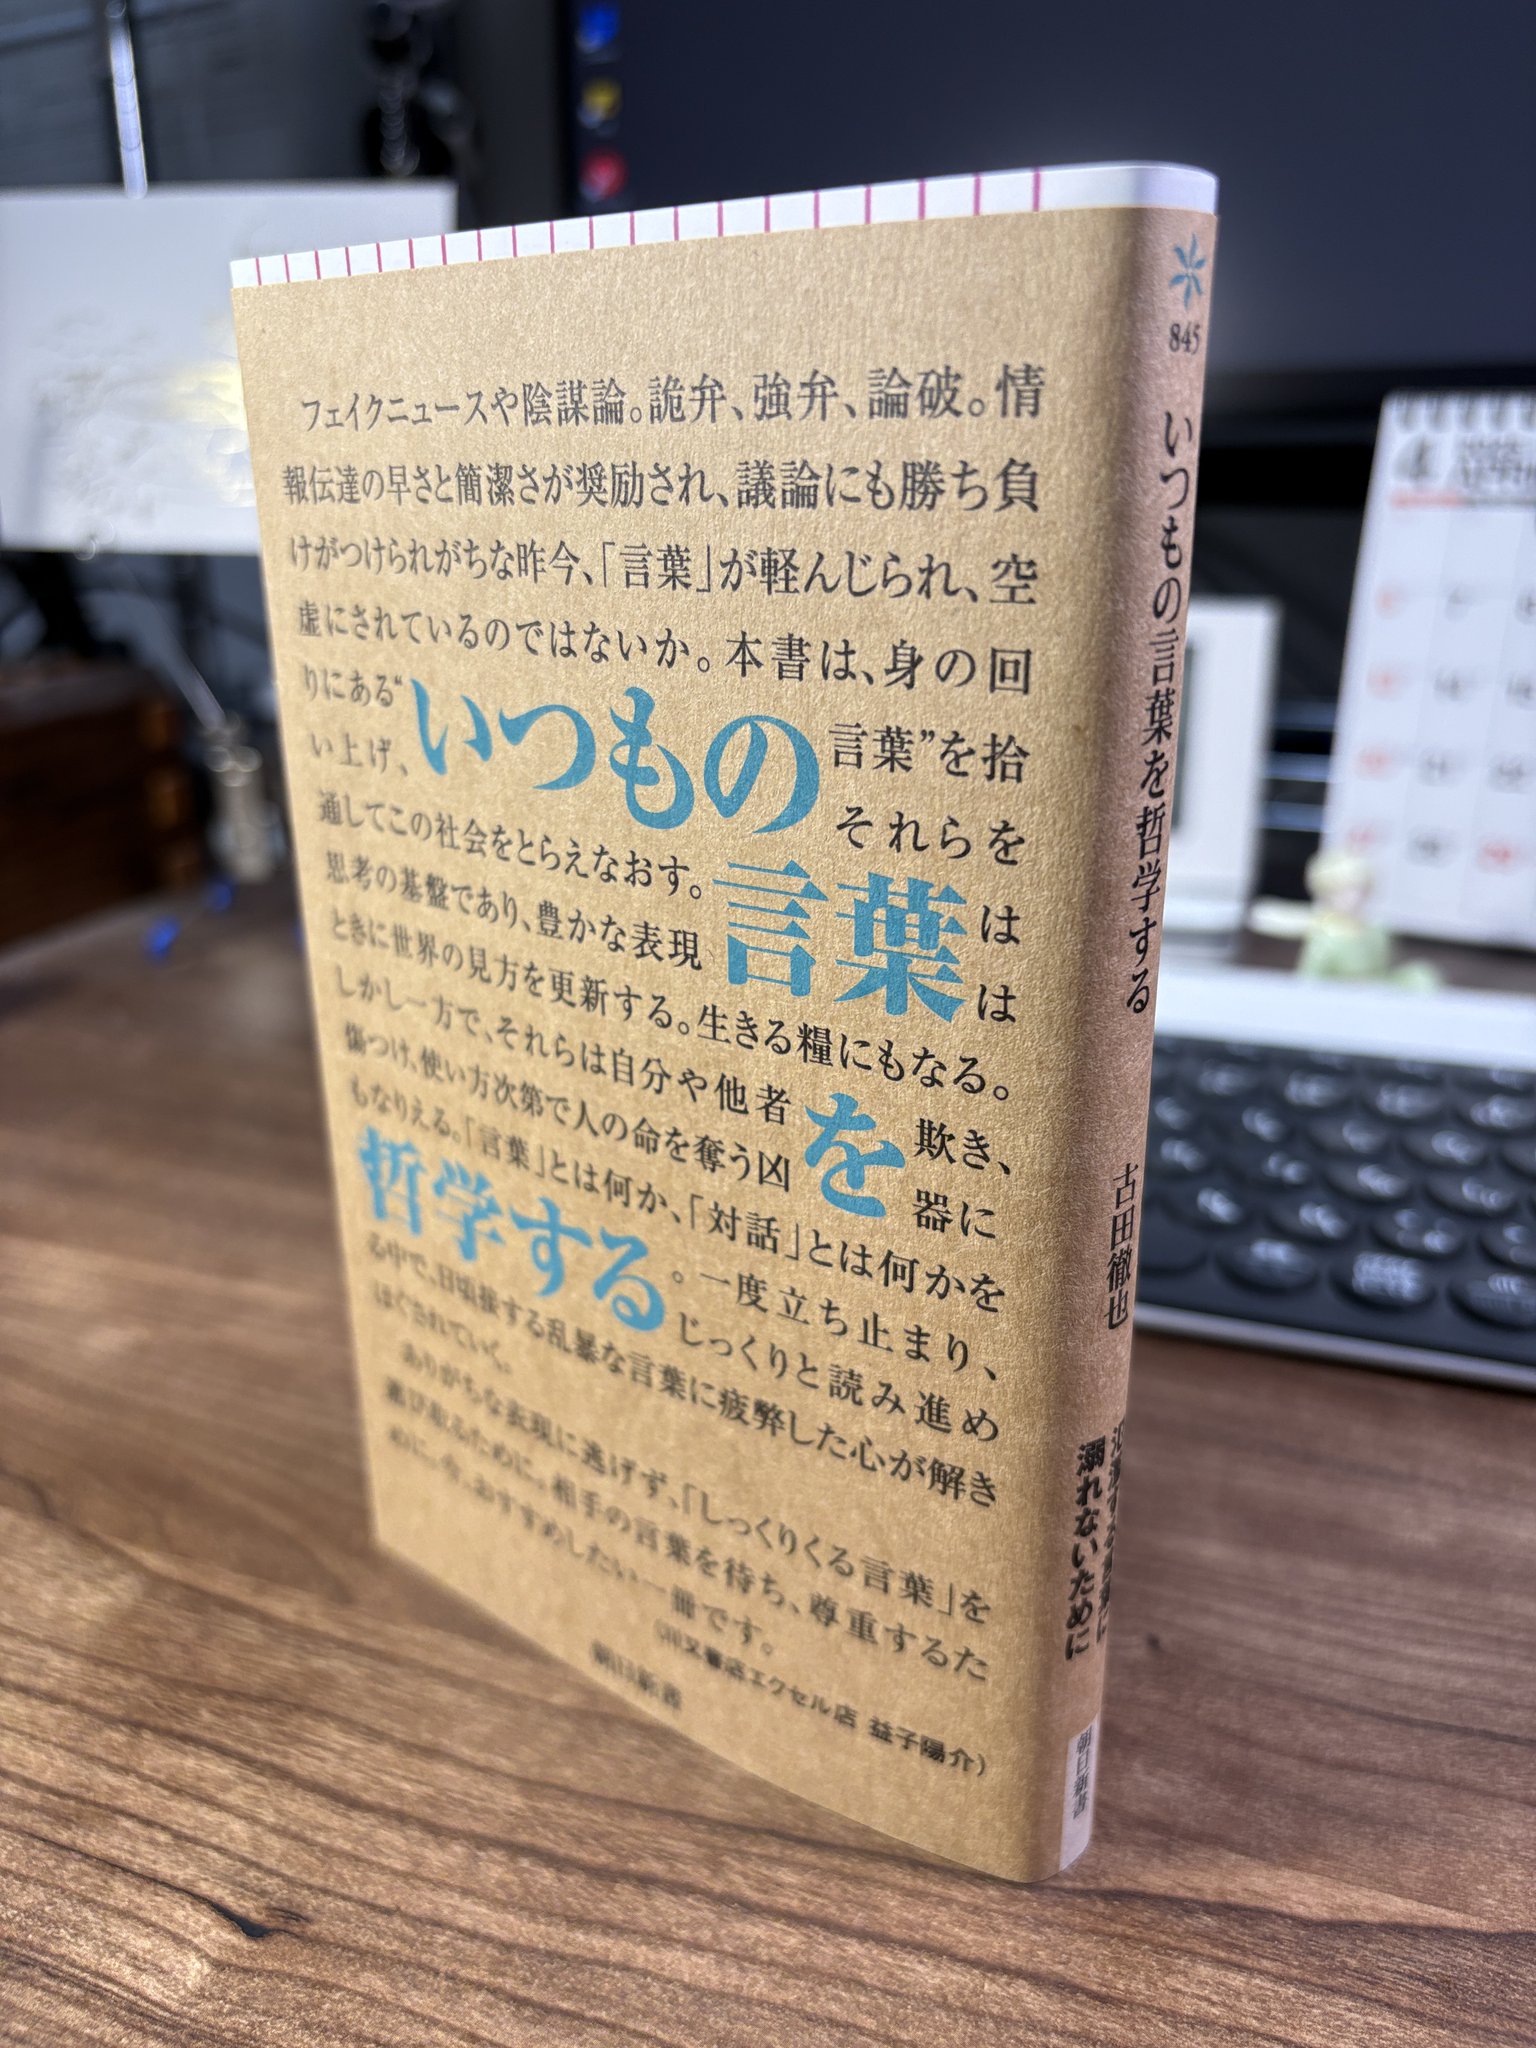 フェイクニュースや陰謀論。詭弁、強弁、論破。情
報伝達の早さと簡潔さが奨励され、議論にも勝ち負
けがつけられがちな昨今、「言葉」が軽んじられ、空
虚にされているのではないか。本書は、身の回
りにある“いつもの言葉”を拾
い上げ、それらを
通してこの社会をとらえなおす。言葉は
思考の基盤であり、豊かな表現は
ときに世界の見方を更新する。生きる糧にもなる。
しかし一方で、それらは自分や他者を欺き、
傷つけ、使い方次第で人の命を奪う凶器に
もなりえる。「言葉」とは何か、「対話」とは何かを
哲学する。一度立ち止まり、
じっくりと読み進め
る中で、日頃接する乱暴な言葉に疲弊した心が解き
ほぐされていく。
ありがちな表現に逃げず、「しっくりくる言葉」を
選び取るために。相手の言葉を待ち、尊重するた
めに。今、おすすめしたい一冊です。
(川又書店エクセル店 益子陽介)
朝日新書
845
いつもの言葉を哲学する
古田徹也
氾濫する言葉に
溺れないために
朝日新書
4